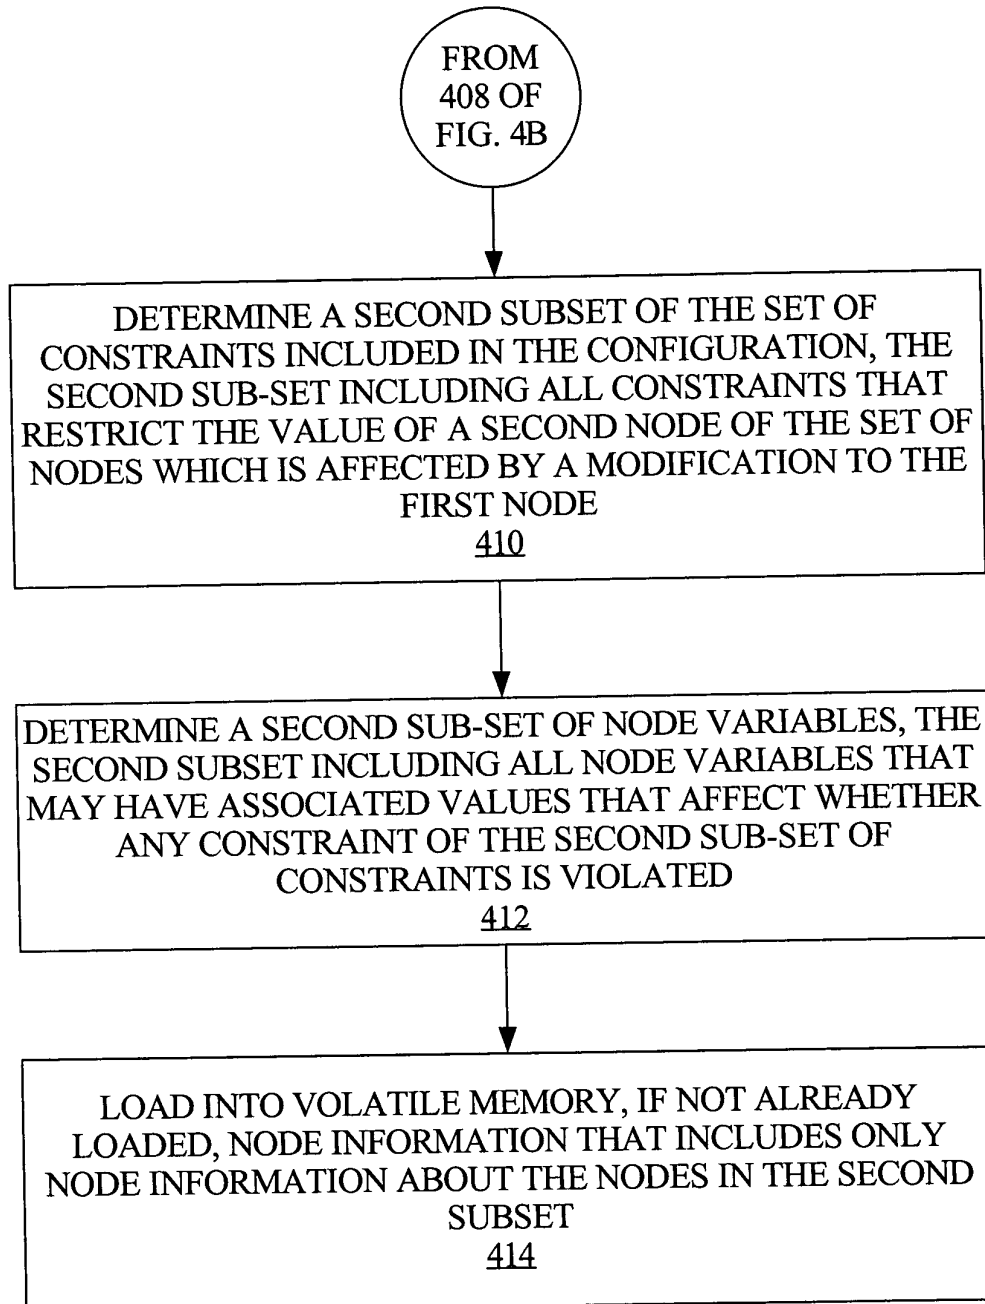 FROM
408 OF
FIG. 4B
DETERMINE A SECOND SUBSET OF THE SET OF
CONSTRAINTS INCLUDED IN THE CONFIGURATION, THE
SECOND SUB-SET INCLUDING ALL CONSTRAINTS THAT
RESTRICT THE VALUE OF A SECOND NODE OF THE SET OF
NODES WHICH IS AFFECTED BY A MODIFICATION TO THE
FIRST NODE
410
DETERMINE A SECOND SUB-SET OF NODE VARIABLES, THE
SECOND SUBSET INCLUDING ALL NODE VARIABLES THAT
MAY HAVE ASSOCIATED VALUES THAT AFFECT WHETHER
ANY CONSTRAINT OF THE SECOND SUB-SET OF
CONSTRAINTS IS VIOLATED
412
LOAD INTO VOLATILE MEMORY, IF NOT ALREADY
LOADED, NODE INFORMATION THAT INCLUDES ONLY
NODE INFORMATION ABOUT THE NODES IN THE SECOND
SUBSET
414